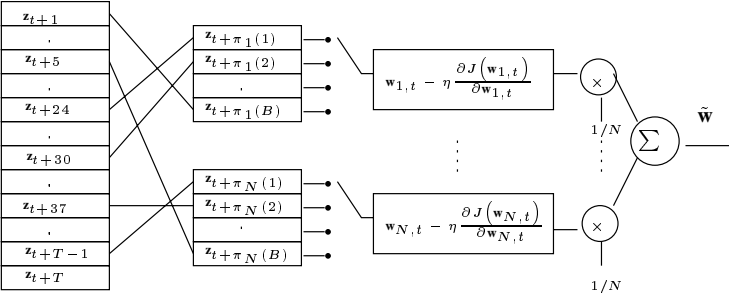 𝐳_{t+1}
.
𝐳_{t+5}
.
𝐳_{t+24}
.
𝐳_{t+30}
.
𝐳_{t+37}
.
𝐳_{t+T−1}
𝐳_{t+T}
𝐳_{t+π_1(1)}
𝐳_{t+π_1(2)}
.
𝐳_{t+π_1(B)}
𝐳_{t+π_N(1)}
𝐳_{t+π_N(2)}
.
𝐳_{t+π_N(B)}
𝐰_{1,t} − η ∂J(𝐰_{1,t})/∂𝐰_{1,t}
⋮
𝐰_{N,t} − η ∂J(𝐰_{N,t})/∂𝐰_{N,t}
×
1/N
⋮
×
1/N
∑
𝐰̃